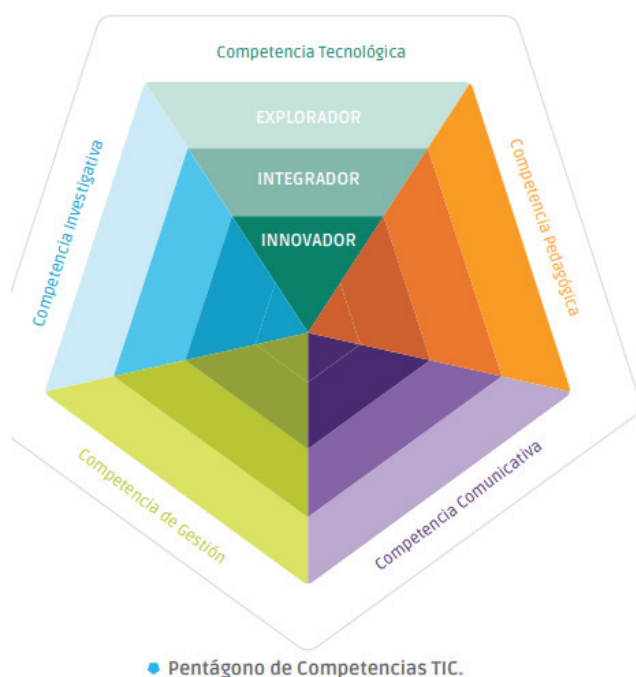 Competencia Tecnológica
EXPLORADOR
INTEGRADOR
INNOVADOR
Competencia Investigativa
Competencia Pedagógica
Competencia de Gestión
Competencia Comunicativa
Pentágono de Competencias TIC.